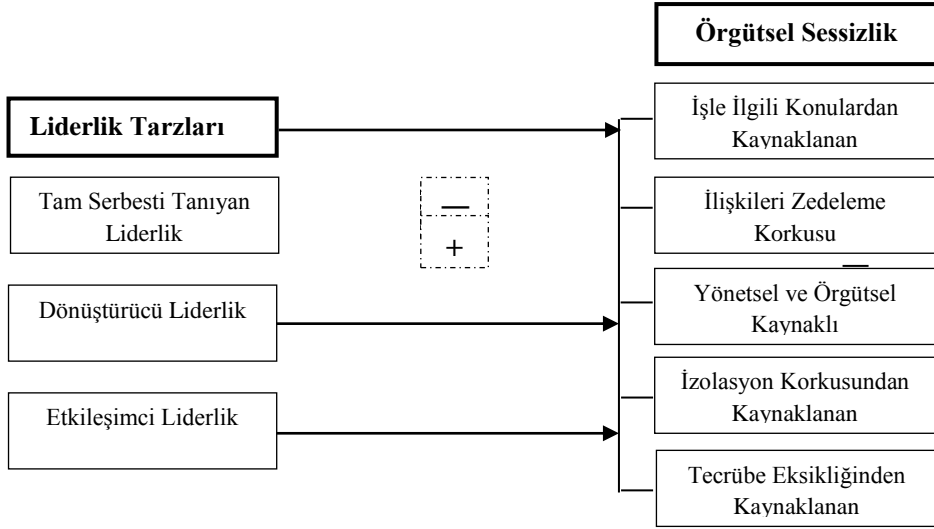 Liderlik Tarzları
Tam Serbesti Tanıyan
Liderlik
Dönüştürücü Liderlik
Etkileşimci Liderlik
—
+
Örgütsel Sessizlik
İşle İlgili Konulardan
Kaynaklanan
İlişkileri Zedeleme
Korkusu
Yönetsel ve Örgütsel
Kaynaklı
İzolasyon Korkusundan
Kaynaklanan
Tecrübe Eksikliğinden
Kaynaklanan